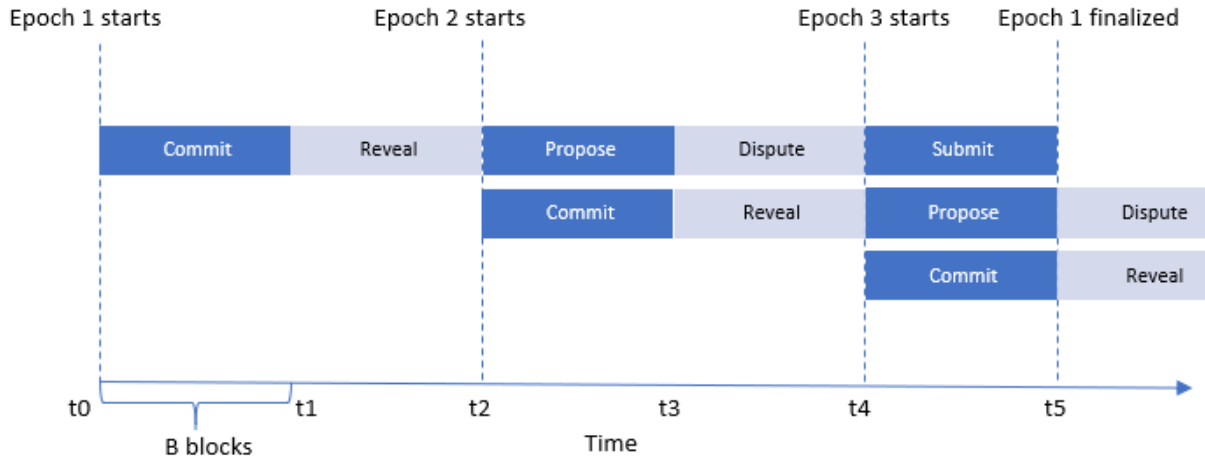 Epoch 1 starts
Epoch 2 starts
Epoch 3 starts
Epoch 1 finalized
Commit
Reveal
Propose
Dispute
Submit
Commit
Reveal
Propose
Dispute
Commit
Reveal
t0
t1
t2
t3
t4
t5
B blocks
Time